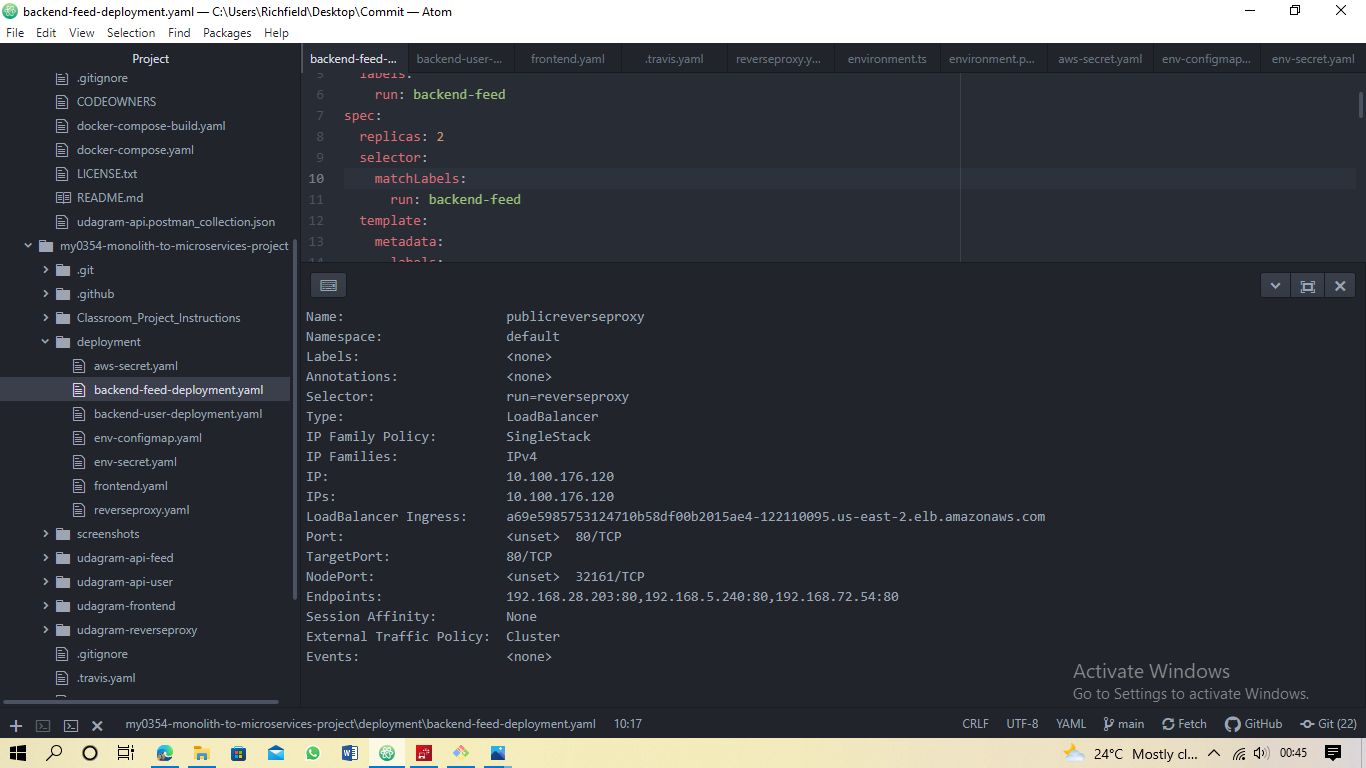 backend-feed-deployment.yaml — C:\Users\Richfield\Desktop\Commit — Atom
File Edit View Selection Find Packages Help
Project
.gitignore
CODEOWNERS
docker-compose-build.yaml
docker-compose.yaml
LICENSE.txt
README.md
udagram-api.postman_collection.json
my0354-monolith-to-microservices-project
.git
.github
Classroom_Project_Instructions
deployment
aws-secret.yaml
backend-feed-deployment.yaml
backend-user-deployment.yaml
env-configmap.yaml
env-secret.yaml
frontend.yaml
reverseproxy.yaml
screenshots
udagram-api-feed
udagram-api-user
udagram-frontend
udagram-reverseproxy
.gitignore
.travis.yaml
backend-feed-... backend-user-... frontend.yaml .travis.yaml reverseproxy.y... environment.ts environment.p... aws-secret.yaml env-configmap... env-secret.yaml
5 labels:
6 run: backend-feed
7 spec:
8 replicas: 2
9 selector:
10 matchLabels:
11 run: backend-feed
12 template:
13 metadata:
14 labels:
Name: publicreverseproxy
Namespace: default
Labels: <none>
Annotations: <none>
Selector: run=reverseproxy
Type: LoadBalancer
IP Family Policy: SingleStack
IP Families: IPv4
IP: 10.100.176.120
IPs: 10.100.176.120
LoadBalancer Ingress: a69e5985753124710b58df00b2015ae4-122110095.us-east-2.elb.amazonaws.com
Port: <unset> 80/TCP
TargetPort: 80/TCP
NodePort: <unset> 32161/TCP
Endpoints: 192.168.28.203:80,192.168.5.240:80,192.168.72.54:80
Session Affinity: None
External Traffic Policy: Cluster
Events: <none>
Activate Windows
Go to Settings to activate Windows.
my0354-monolith-to-microservices-project\deployment\backend-feed-deployment.yaml 10:17 CRLF UTF-8 YAML main Fetch GitHub Git (22)
24°C Mostly cl... 00:45